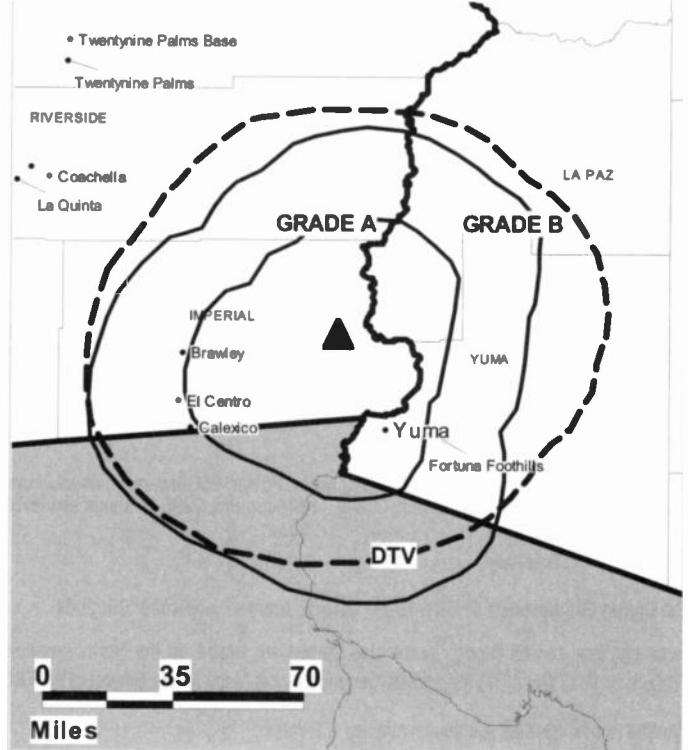 Twentynine Palms Base
Twentynine Palms
RIVERSIDE
Coachella
La Quinta
LA PAZ
GRADE A
GRADE B
IMPERIAL
Brawley
YUMA
El Centro
Calexico
Yuma
Fortuna Foothills
DTV
0 35 70
Miles